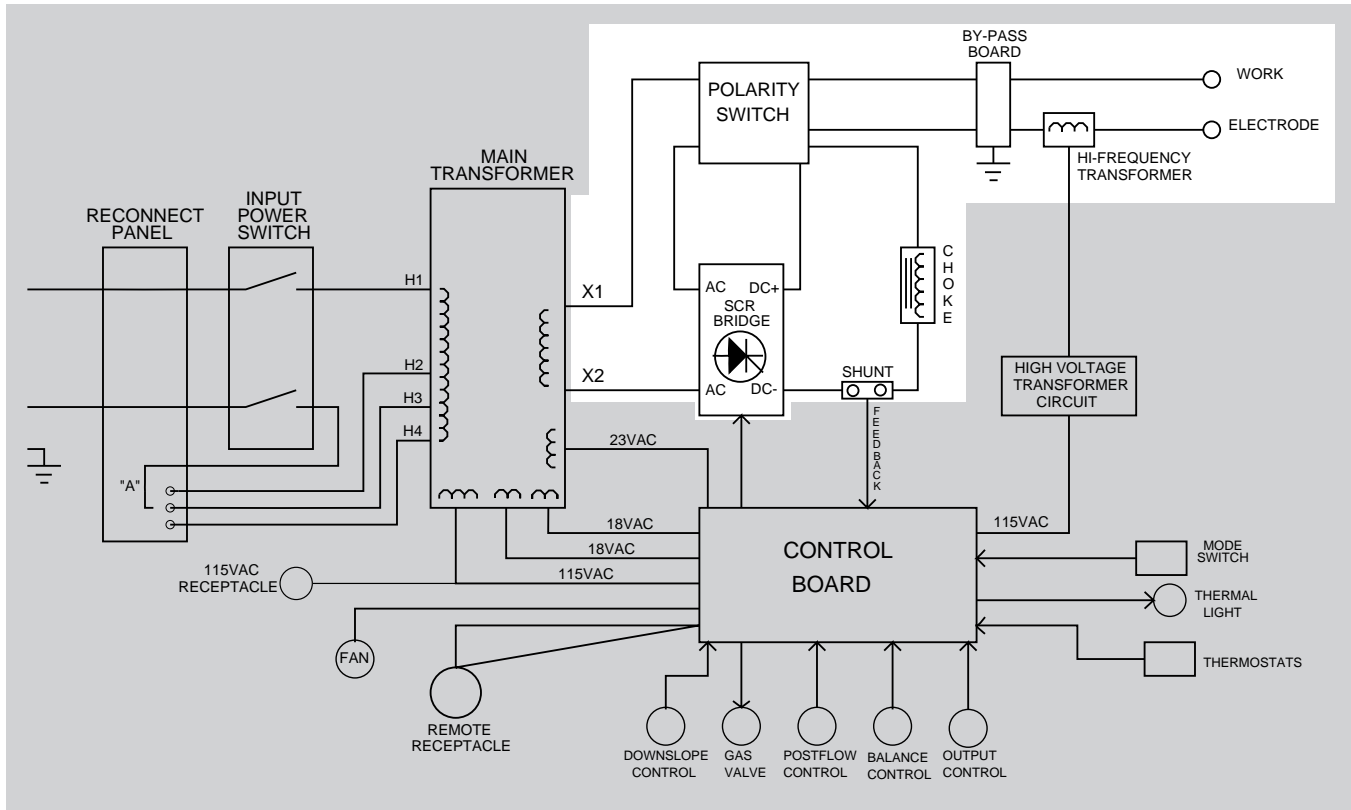 BY-PASS
BOARD
POLARITY
SWITCH
WORK
ELECTRODE
HI-FREQUENCY
TRANSFORMER
MAIN
TRANSFORMER
INPUT
POWER
SWITCH
RECONNECT
PANEL
H1
H2
H3
H4
X1
X2
AC
DC+
SCR
BRIDGE
AC
DC-
CHOKE
SHUNT
FEEDBACK
HIGH VOLTAGE
TRANSFORMER
CIRCUIT
"A"
23VAC
18VAC
18VAC
115VAC
115VAC
RECEPTACLE
CONTROL
BOARD
115VAC
MODE
SWITCH
THERMAL
LIGHT
THERMOSTATS
FAN
REMOTE
RECEPTACLE
DOWNSLOPE
CONTROL
GAS
VALVE
POSTFLOW
CONTROL
BALANCE
CONTROL
OUTPUT
CONTROL